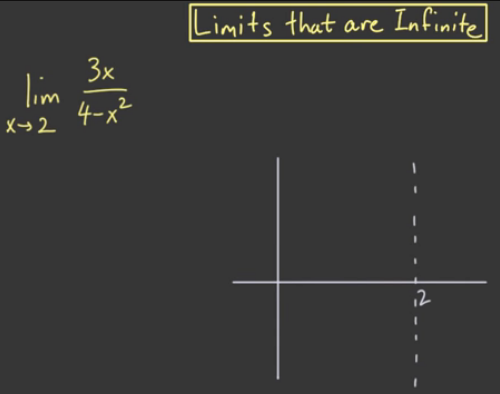 Limits that are Infinite
lim 3x
x→2 4-x²
2